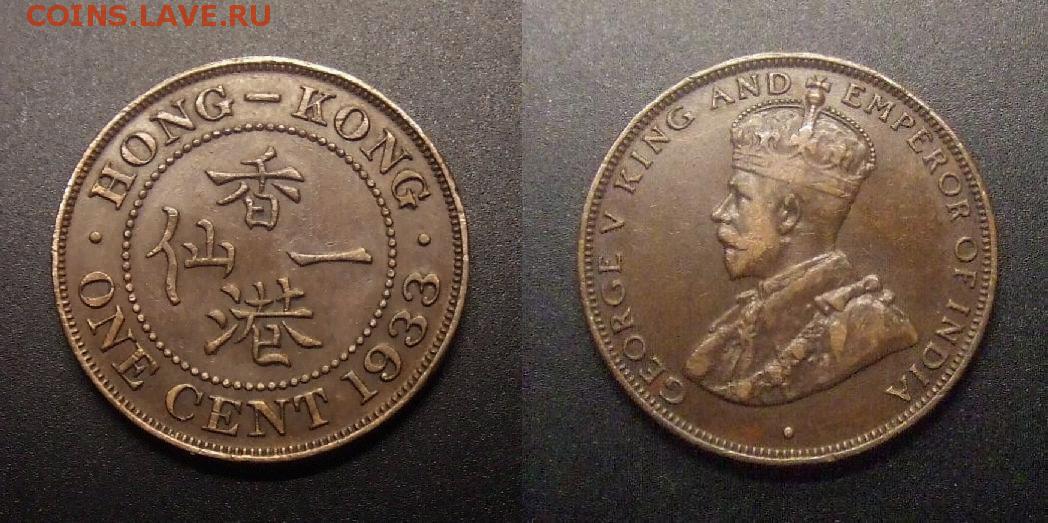 COINS.LAVE.RU
HONG-KONG
香港
一仙
· ONE CENT 1933 ·
GEORGE V KING AND EMPEROR OF INDIA